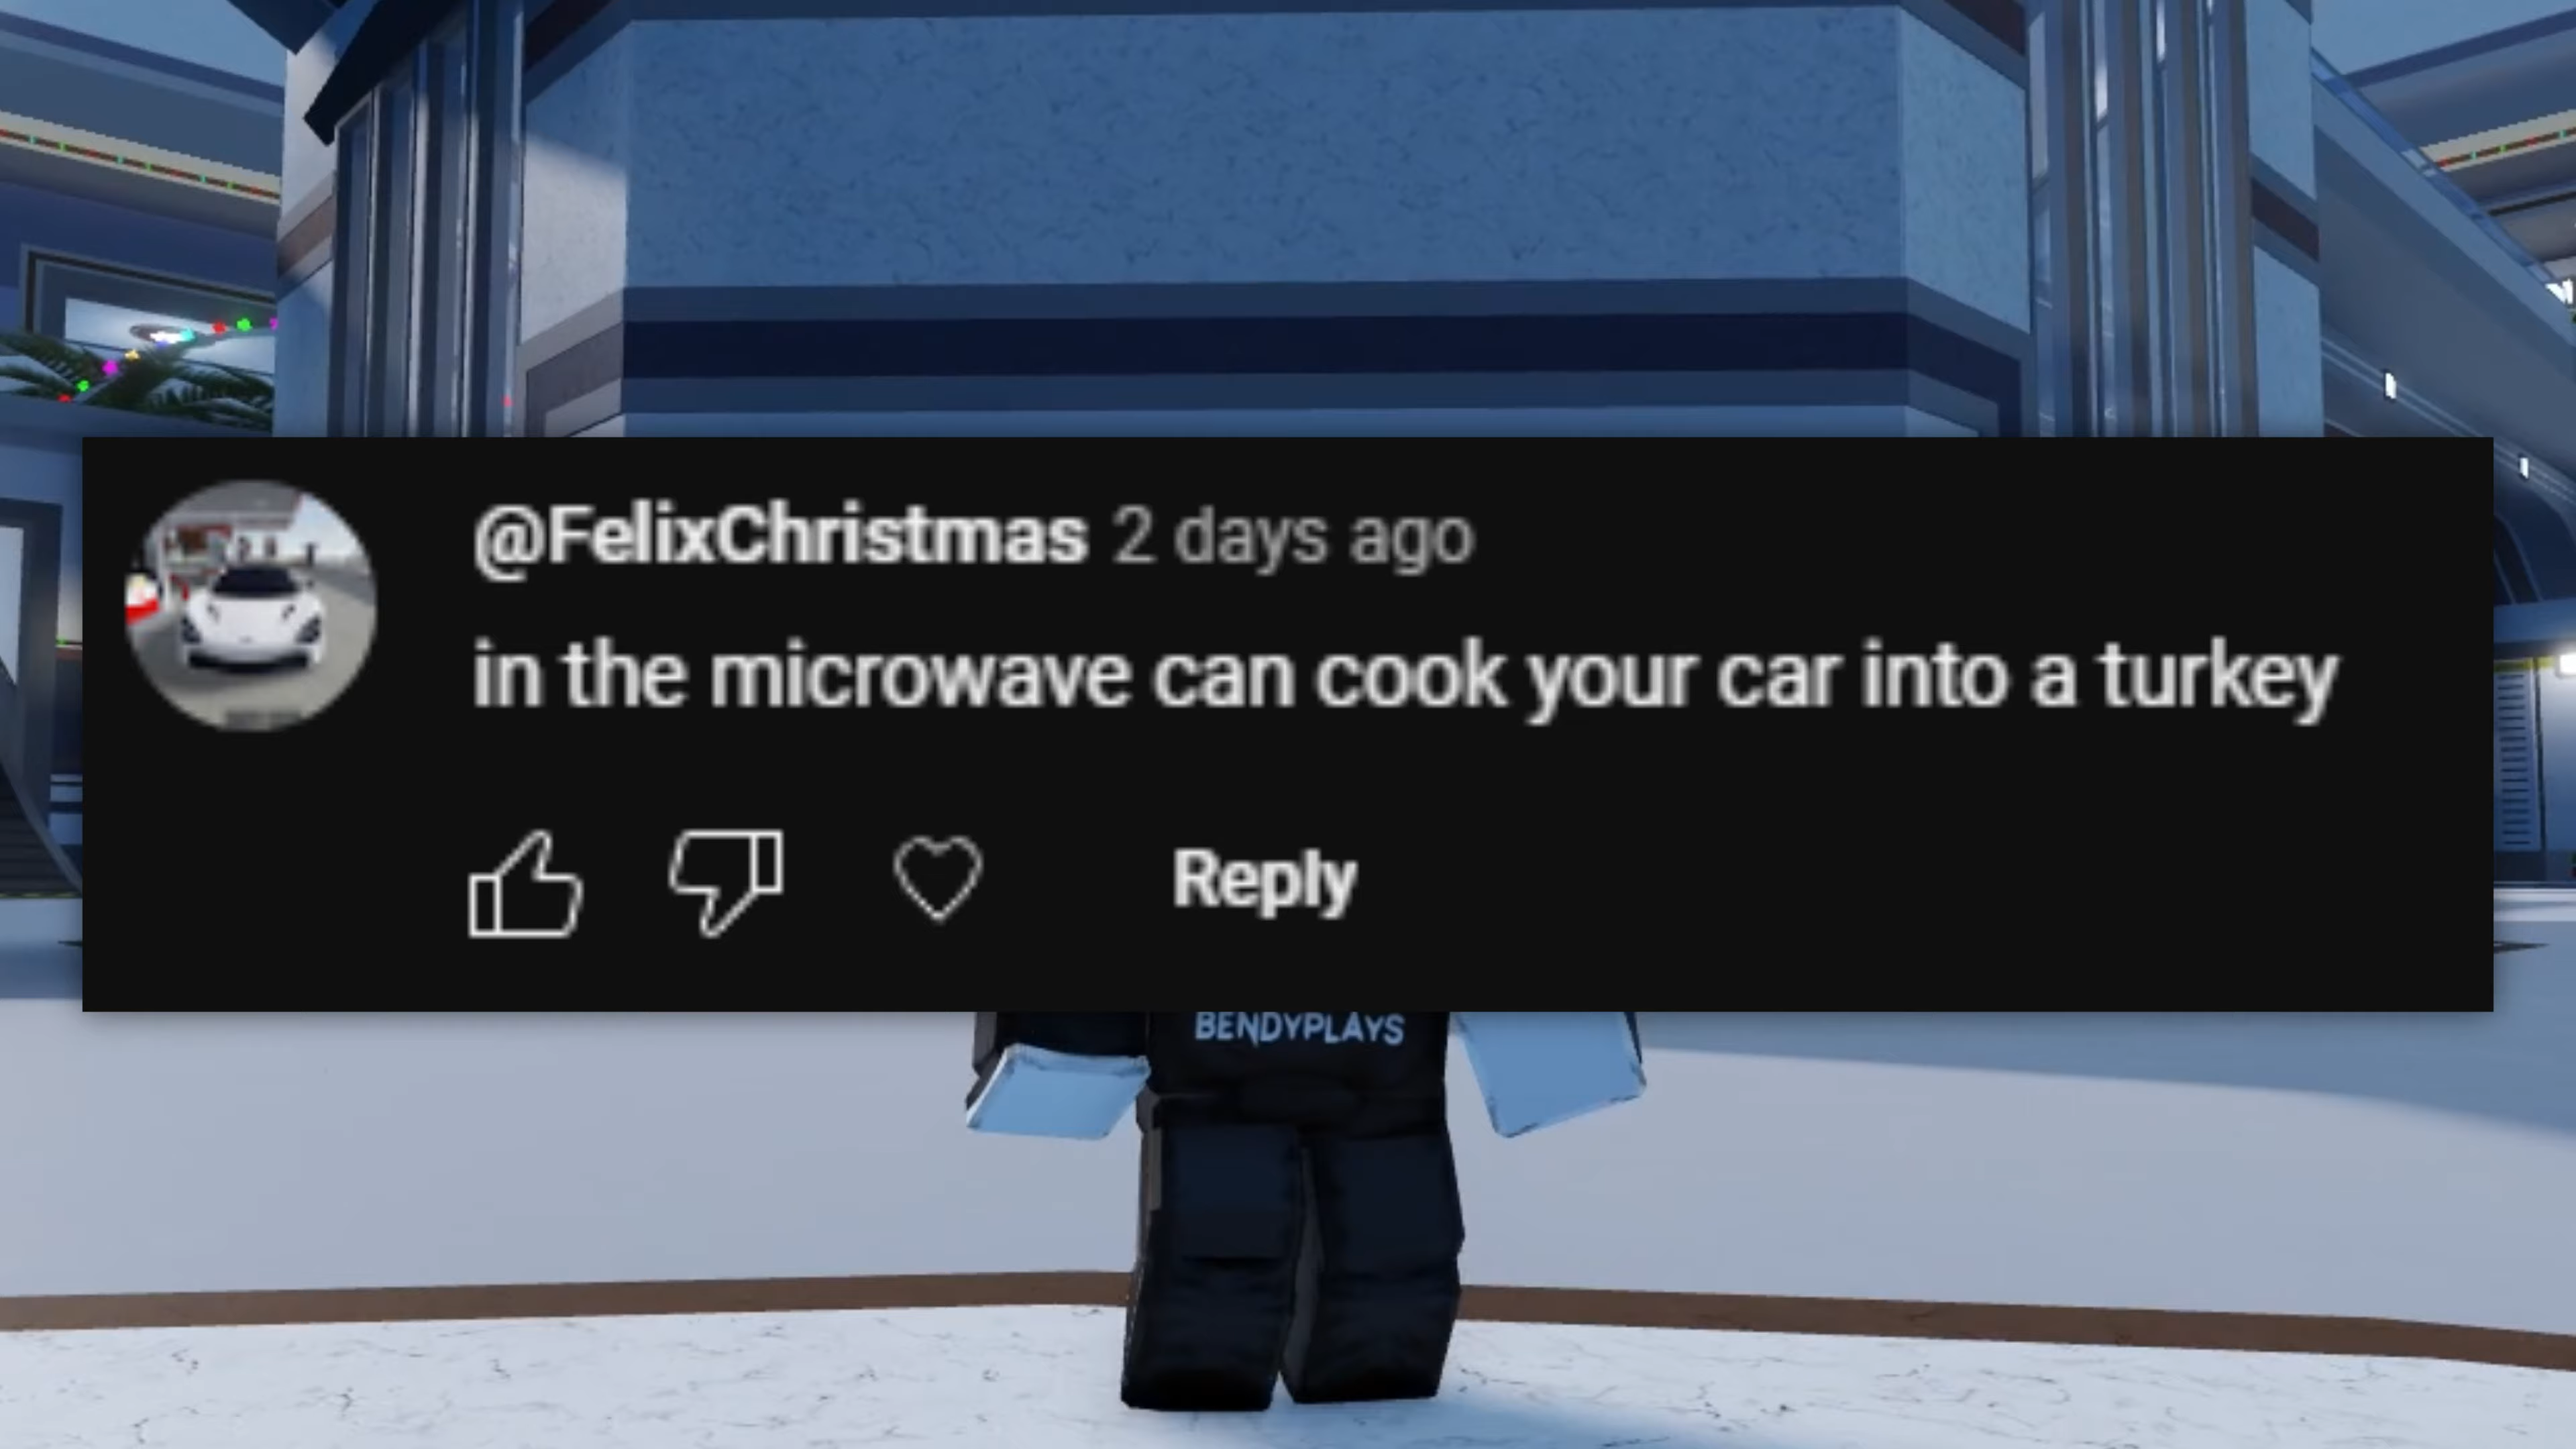 @FelixChristmas 2 days ago
in the microwave can cook your car into a turkey
Reply
BENDYPLAYS